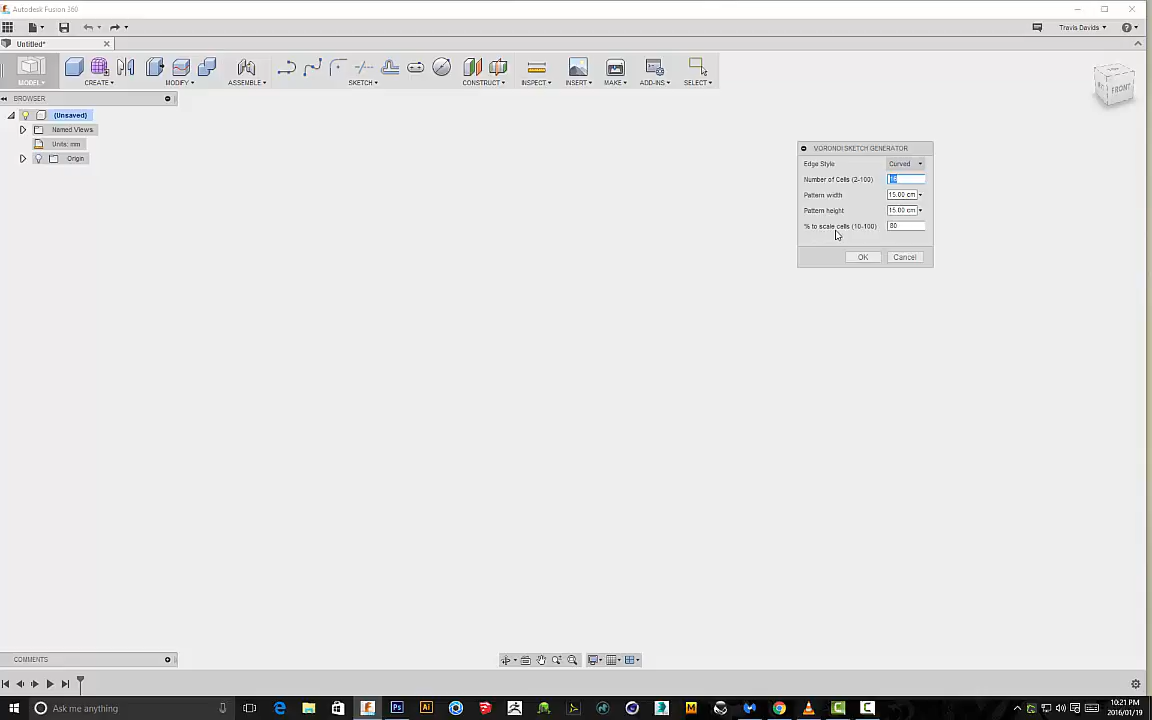 Autodesk Fusion 360
Travis Davids
Untitled*
MODEL
CREATE
MODIFY
ASSEMBLE
SKETCH
CONSTRUCT
INSPECT
INSERT
MAKE
ADD-INS
SELECT
BROWSER
FRONT
(Unsaved)
Named Views
Units: mm
Origin
VORONOI SKETCH GENERATOR
Edge Style Curved
Number of Cells (2-100)
Pattern width 15.00 cm
Pattern height 15.00 cm
% to scale cells (10-100) 80
OK Cancel
COMMENTS
Ask me anything
10:21 PM
2016/01/19